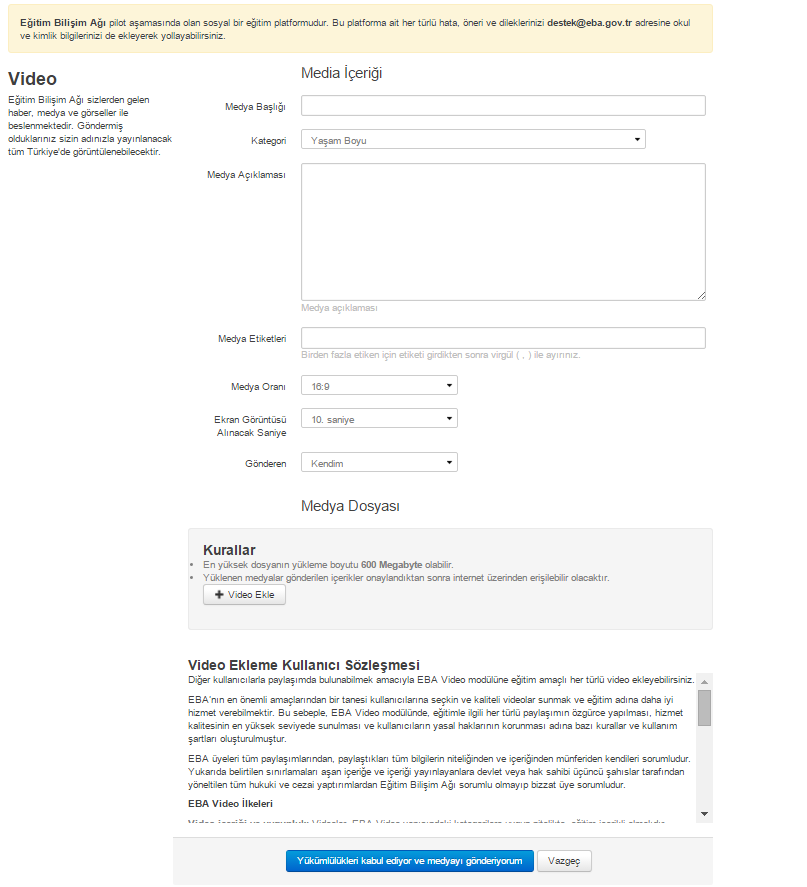 Eğitim Bilişim Ağı pilot aşamasında olan sosyal bir eğitim platformudur. Bu platforma ait her türlü hata, öneri ve dileklerinizi destek@eba.gov.tr adresine okul
ve kimlik bilgilerinizi de ekleyerek yollayabilirsiniz.
Video
Eğitim Bilişim Ağı sizlerden gelen
haber, medya ve görseller ile
beslenmektedir. Göndermiş
olduklarınız sizin adınızla yayınlanacak
tüm Türkiye'de görüntülenebilecektir.
Media İçeriği
Medya Başlığı
Kategori
Yaşam Boyu
Medya Açıklaması
Medya açıklaması
Medya Etiketleri
Birden fazla etiken için etiketi girdikten sonra virgül ( , ) ile ayırınız.
Medya Oranı
16:9
Ekran Görüntüsü
Alınacak Saniye
10. saniye
Gönderen
Kendim
Medya Dosyası
Kurallar
• En yüksek dosyanın yükleme boyutu 600 Megabyte olabilir.
• Yüklenen medyalar gönderilen içerikler onaylandıktan sonra internet üzerinden erişilebilir olacaktır.
+ Video Ekle
Video Ekleme Kullanıcı Sözleşmesi
Diğer kullanıcılarla paylaşımda bulunabilmek amacıyla EBA Video modülüne eğitim amaçlı her türlü video ekleyebilirsiniz.
EBA'nın en önemli amaçlarından bir tanesi kullanıcılarına seçkin ve kaliteli videolar sunmak ve eğitim adına daha iyi
hizmet verebilmektir. Bu sebeple, EBA Video modülünde, eğitimle ilgili her türlü paylaşımın özgürce yapılması, hizmet
kalitesinin en yüksek seviyede sunulması ve kullanıcıların yasal haklarının korunması adına bazı kurallar ve kullanım
şartları oluşturulmuştur.
EBA üyeleri tüm paylaşımlarından, paylaştıkları tüm bilgilerin niteliğinden ve içeriğinden münferiden kendileri sorumludur.
Yukarıda belirtilen sınırlamaları aşan içeriğe ve içeriği yayınlayanlara devlet veya hak sahibi üçüncü şahıslar tarafından
yöneltilen tüm hukuki ve cezai yaptırımlardan Eğitim Bilişim Ağı sorumlu olmayıp bizzat üye sorumludur.
EBA Video İlkeleri
Yükümlülükleri kabul ediyor ve medyayı gönderiyorum
Vazgeç